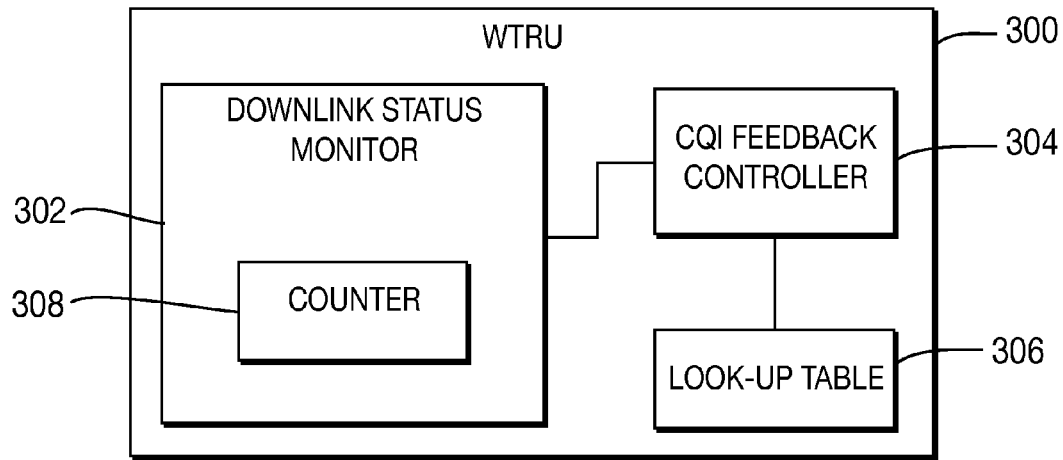 WTRU
300
DOWNLINK STATUS
MONITOR
CQI FEEDBACK
CONTROLLER
304
302
308
COUNTER
LOOK-UP TABLE
306